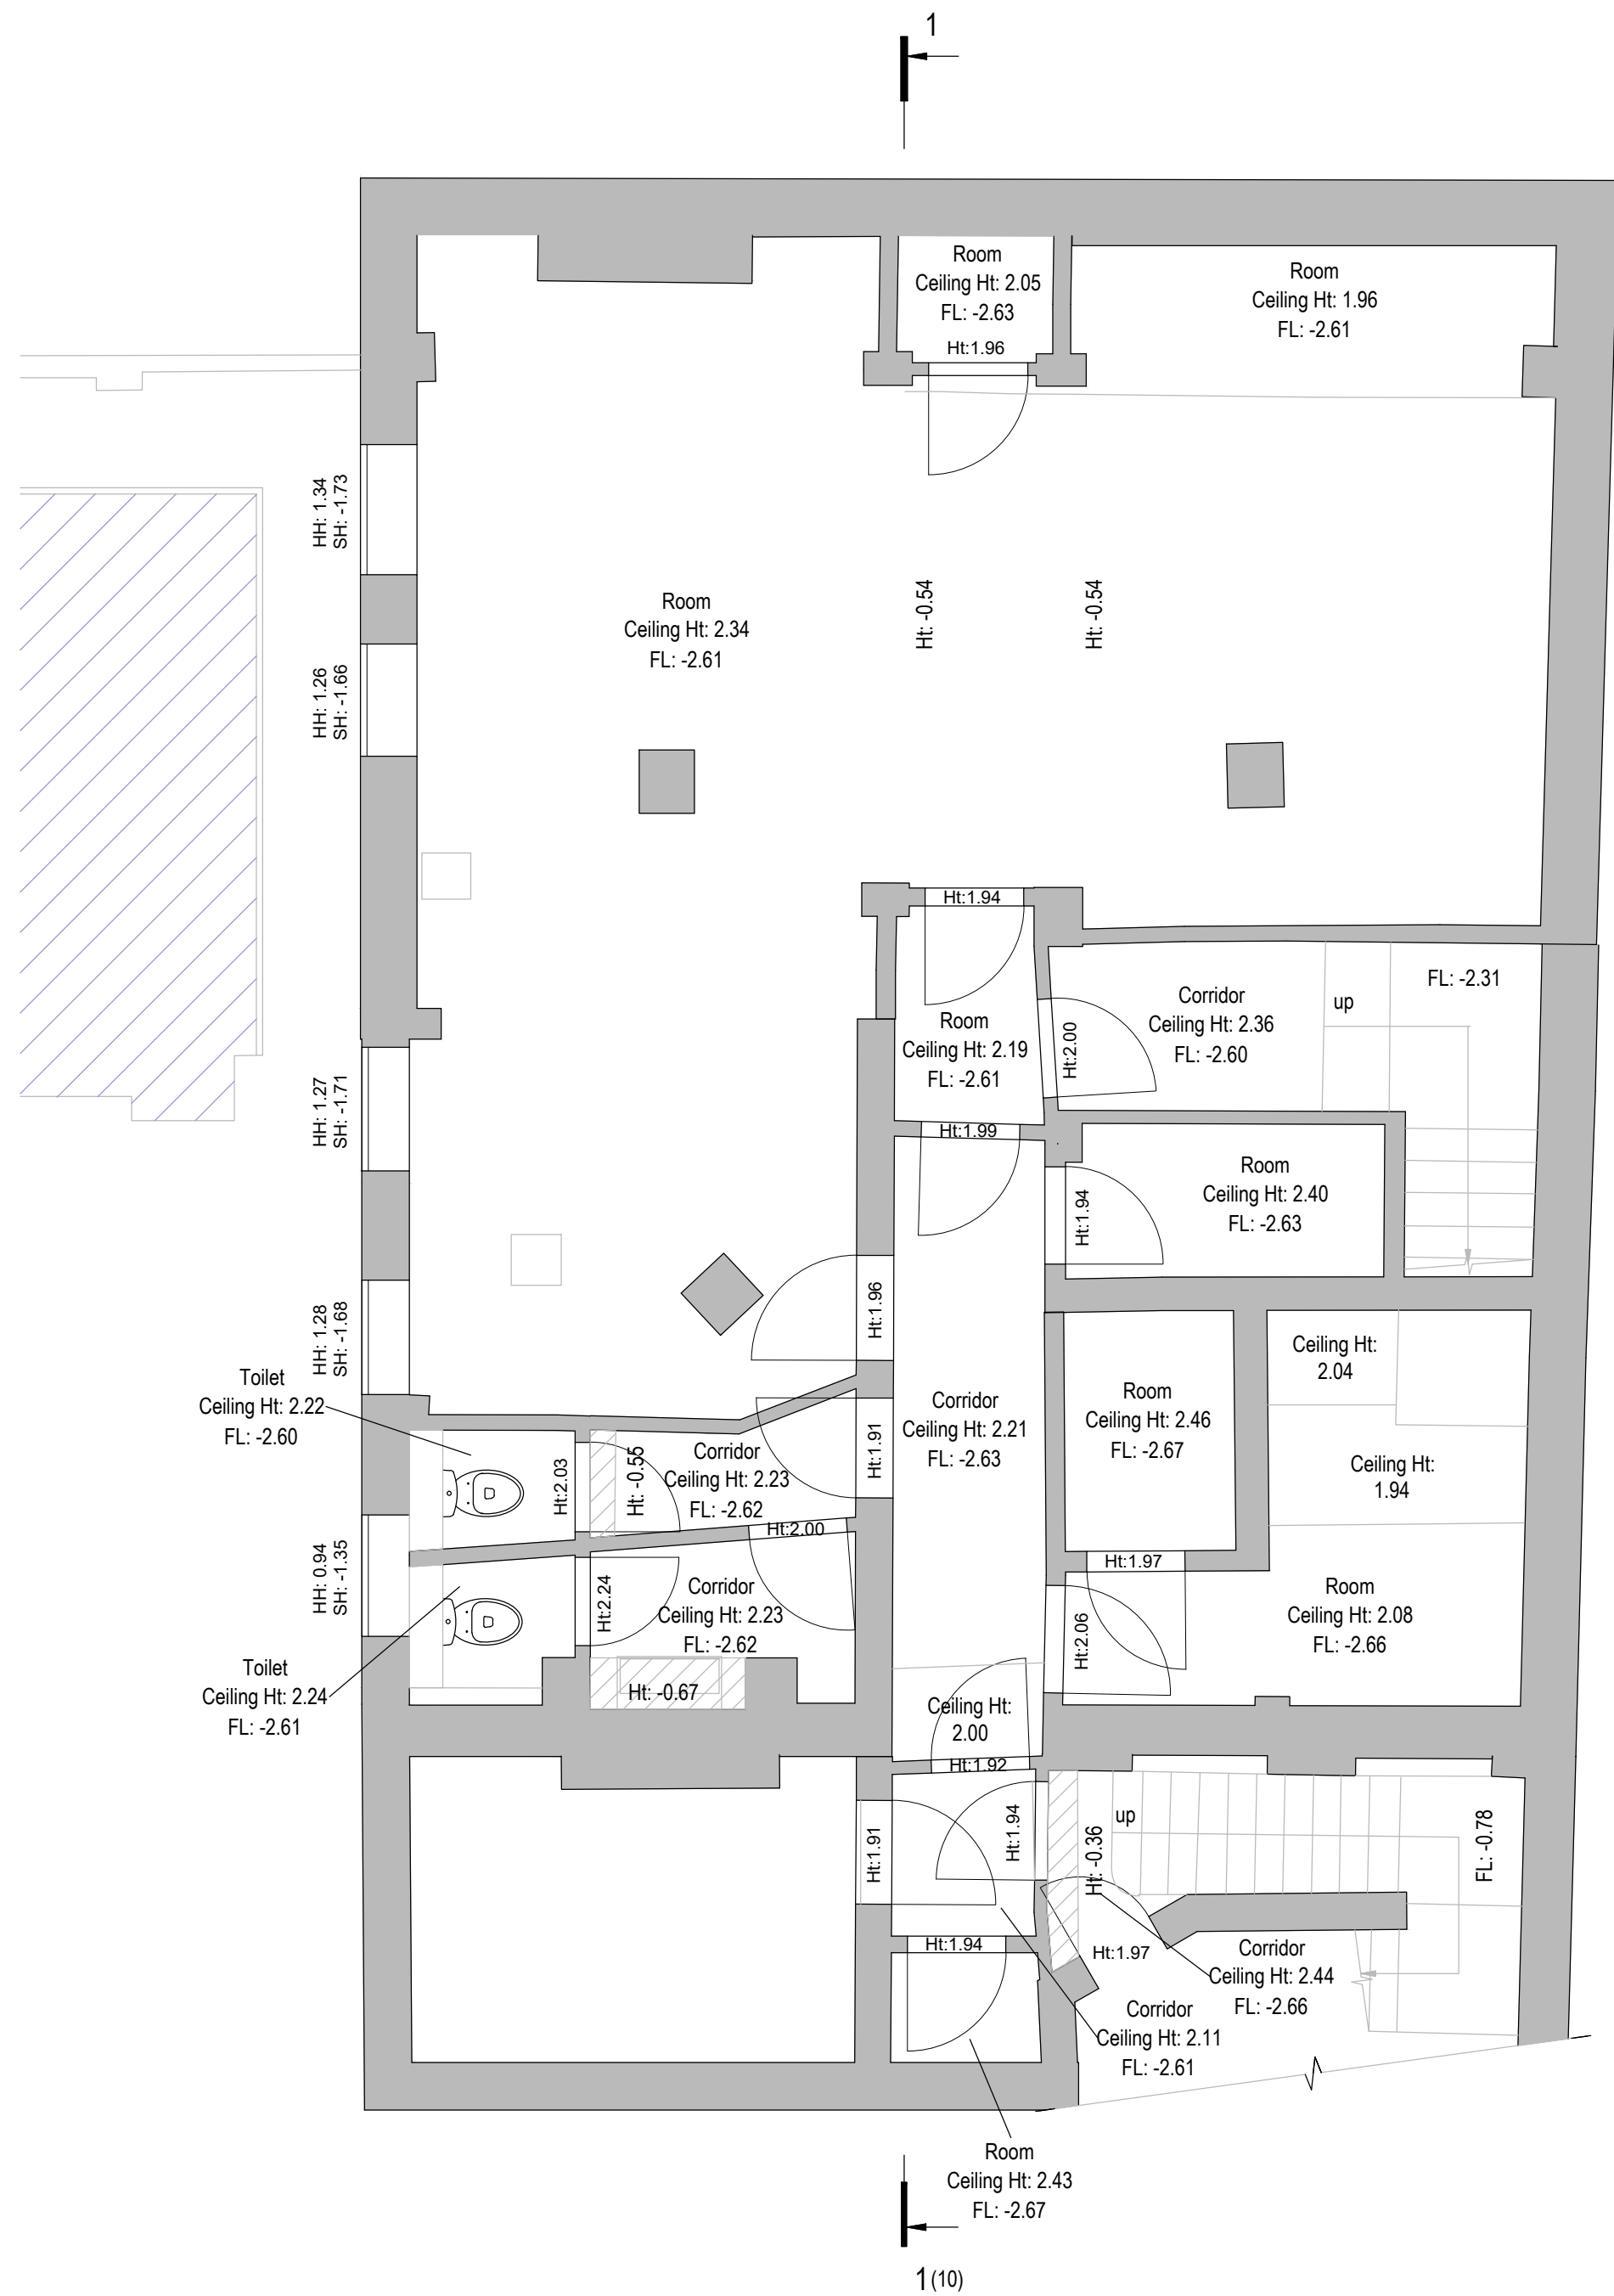 1
Room
Ceiling Ht: 2.05
FL: -2.63
Ht:1.96
Room
Ceiling Ht: 1.96
FL: -2.61
HH: 1.34
SH: -1.73
Room
Ceiling Ht: 2.34
FL: -2.61
Ht: -0.54
Ht: -0.54
HH: 1.26
SH: -1.66
Ht:1.94
FL: -2.31
up
Corridor
Ceiling Ht: 2.36
FL: -2.60
Room
Ceiling Ht: 2.19
FL: -2.61
Ht:2.00
HH: 1.27
SH: -1.71
Ht:1.99
Room
Ceiling Ht: 2.40
FL: -2.63
Ht:1.94
HH: 1.28
SH: -1.68
Ht:1.96
Ceiling Ht:
2.04
Toilet
Ceiling Ht: 2.22
FL: -2.60
Corridor
Ceiling Ht: 2.21
FL: -2.63
Room
Ceiling Ht: 2.46
FL: -2.67
Ht:1.91
Corridor
Ceiling Ht: 2.23
FL: -2.62
Ht: -0.55
Ht:2.03
Ceiling Ht:
1.94
Ht:2.00
HH: 0.94
SH: -1.35
Ht:1.97
Ht:2.24
Corridor
Ceiling Ht: 2.23
FL: -2.62
Room
Ceiling Ht: 2.08
FL: -2.66
Ht:2.06
Toilet
Ceiling Ht: 2.24
FL: -2.61
Ht: -0.67
Ceiling Ht:
2.00
Ht:1.92
up
Ht:1.91
Ht:1.94
Ht: -0.36
FL: -0.78
Ht:1.94
Ht:1.97
Corridor
Ceiling Ht: 2.44
FL: -2.66
Corridor
Ceiling Ht: 2.11
FL: -2.61
Room
Ceiling Ht: 2.43
FL: -2.67
1(10)